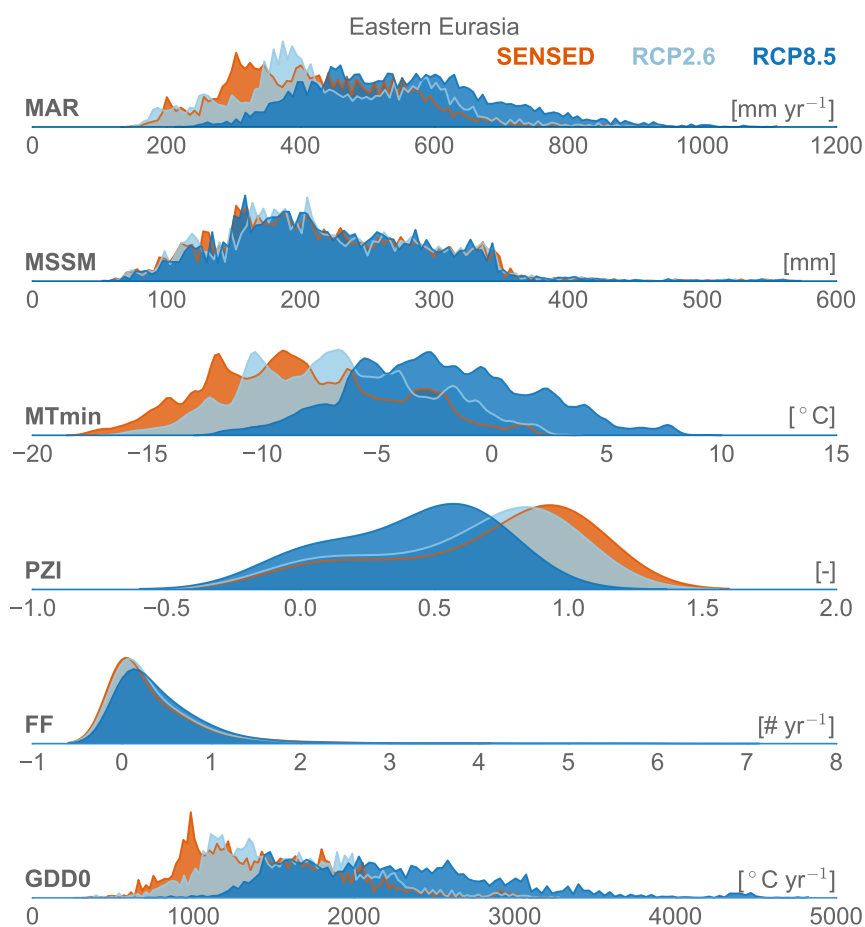 Eastern Eurasia
SENSED RCP2.6 RCP8.5
MAR [mm yr⁻¹]
0 200 400 600 800 1000 1200
MSSM [mm]
0 100 200 300 400 500 600
MTmin [°C]
−20 −15 −10 −5 0 5 10 15
PZI [-]
−1.0 −0.5 0.0 0.5 1.0 1.5 2.0
FF [# yr⁻¹]
−1 0 1 2 3 4 5 6 7 8
GDD0 [°C yr⁻¹]
0 1000 2000 3000 4000 5000